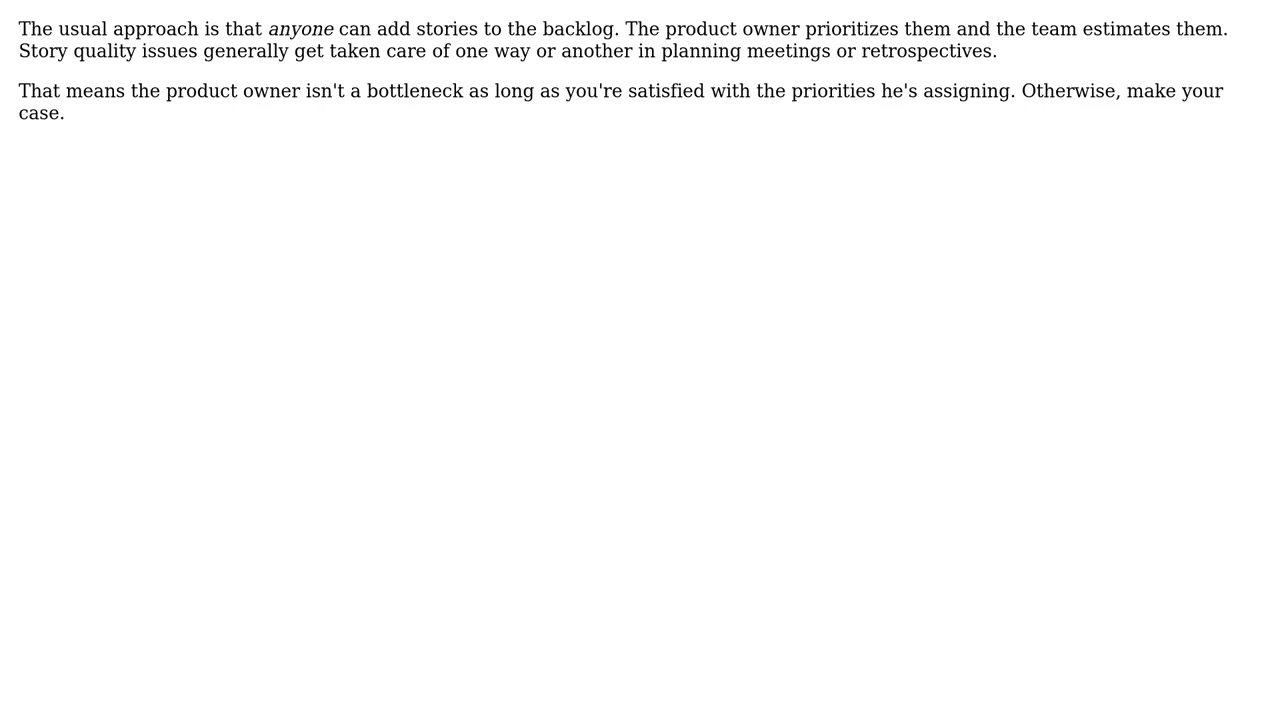 The usual approach is that anyone can add stories to the backlog. The product owner prioritizes them and the team estimates them.
Story quality issues generally get taken care of one way or another in planning meetings or retrospectives.
That means the product owner isn't a bottleneck as long as you're satisfied with the priorities he's assigning. Otherwise, make your
case.